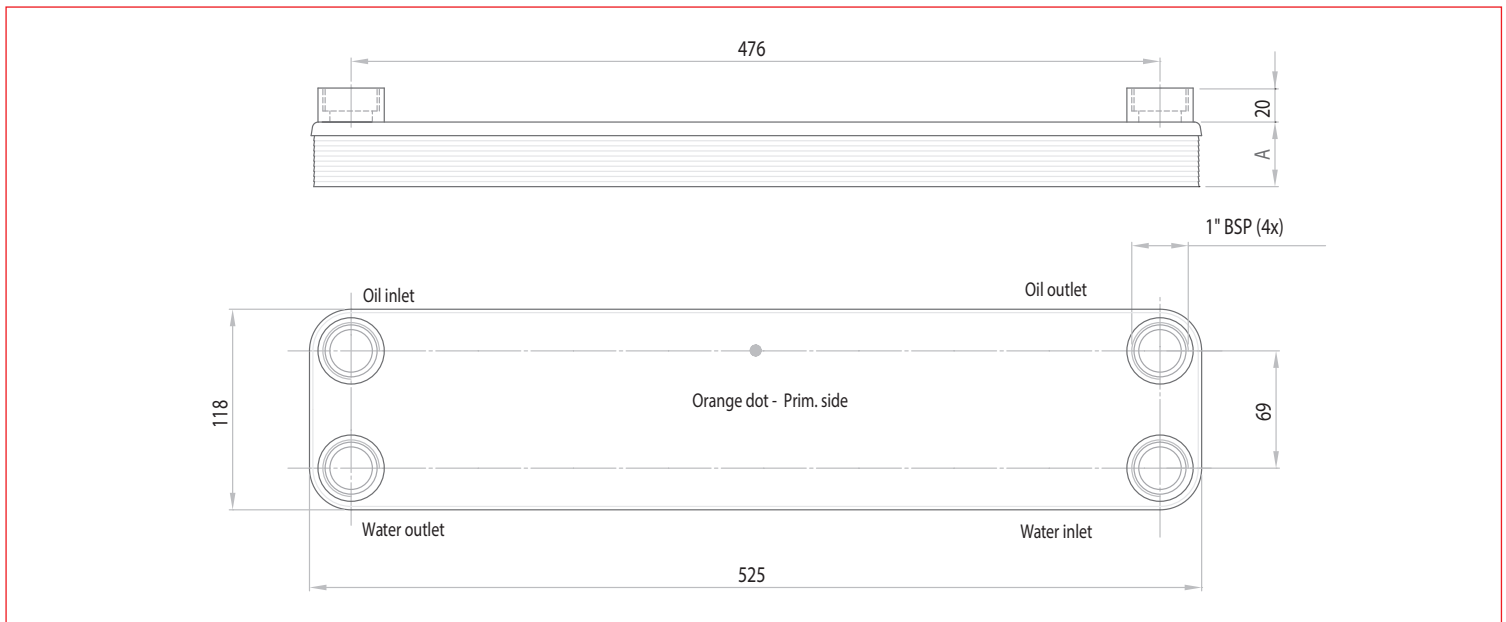 476
20
A
1" BSP (4x)
Oil inlet
Oil outlet
118
Orange dot - Prim. side
69
Water outlet
Water inlet
525